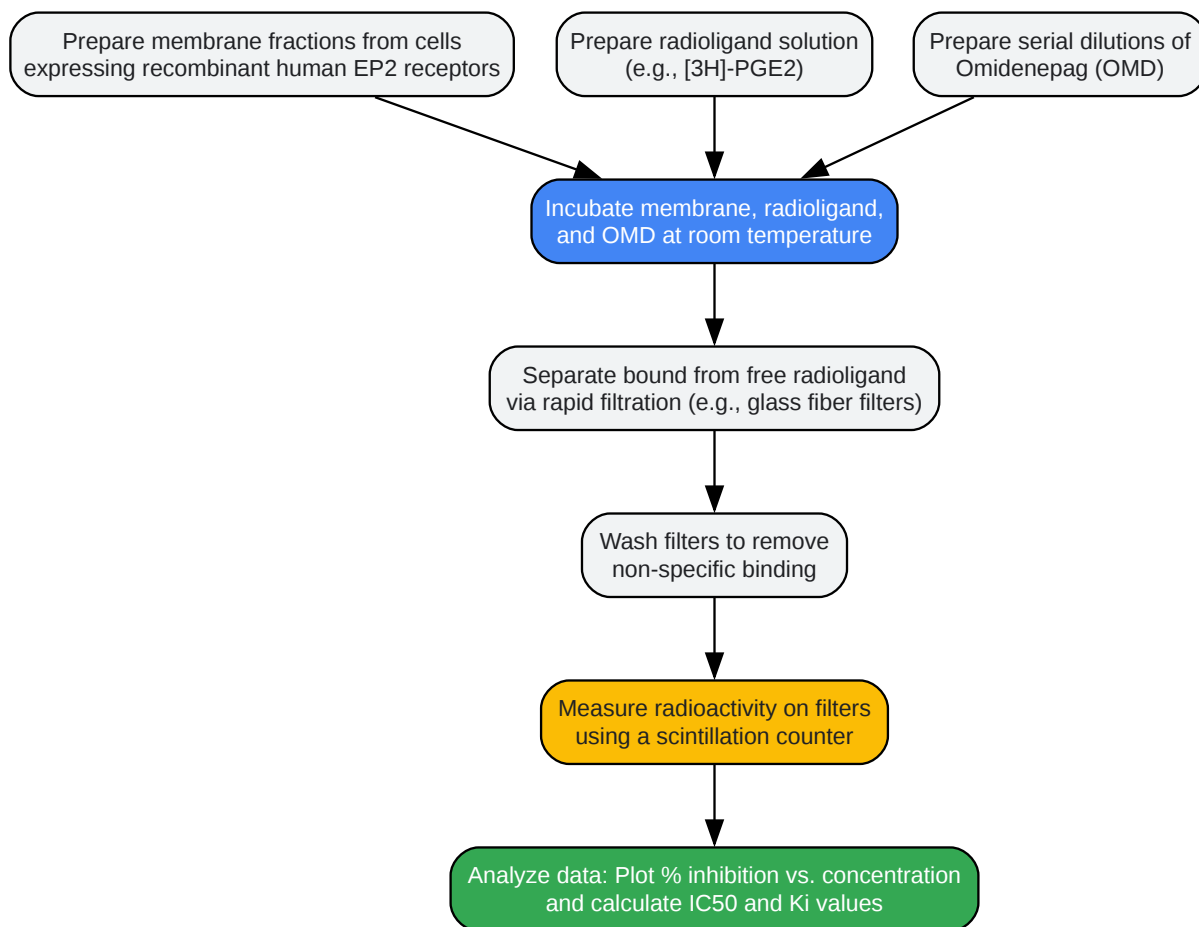 Prepare membrane fractions from cells
expressing recombinant human EP2 receptors
Prepare radioligand solution
(e.g., [3H]-PGE2)
Prepare serial dilutions of
Omidenepag (OMD)
Incubate membrane, radioligand,
and OMD at room temperature
Separate bound from free radioligand
via rapid filtration (e.g., glass fiber filters)
Wash filters to remove
non-specific binding
Measure radioactivity on filters
using a scintillation counter
Analyze data: Plot % inhibition vs. concentration
and calculate IC50 and Ki values